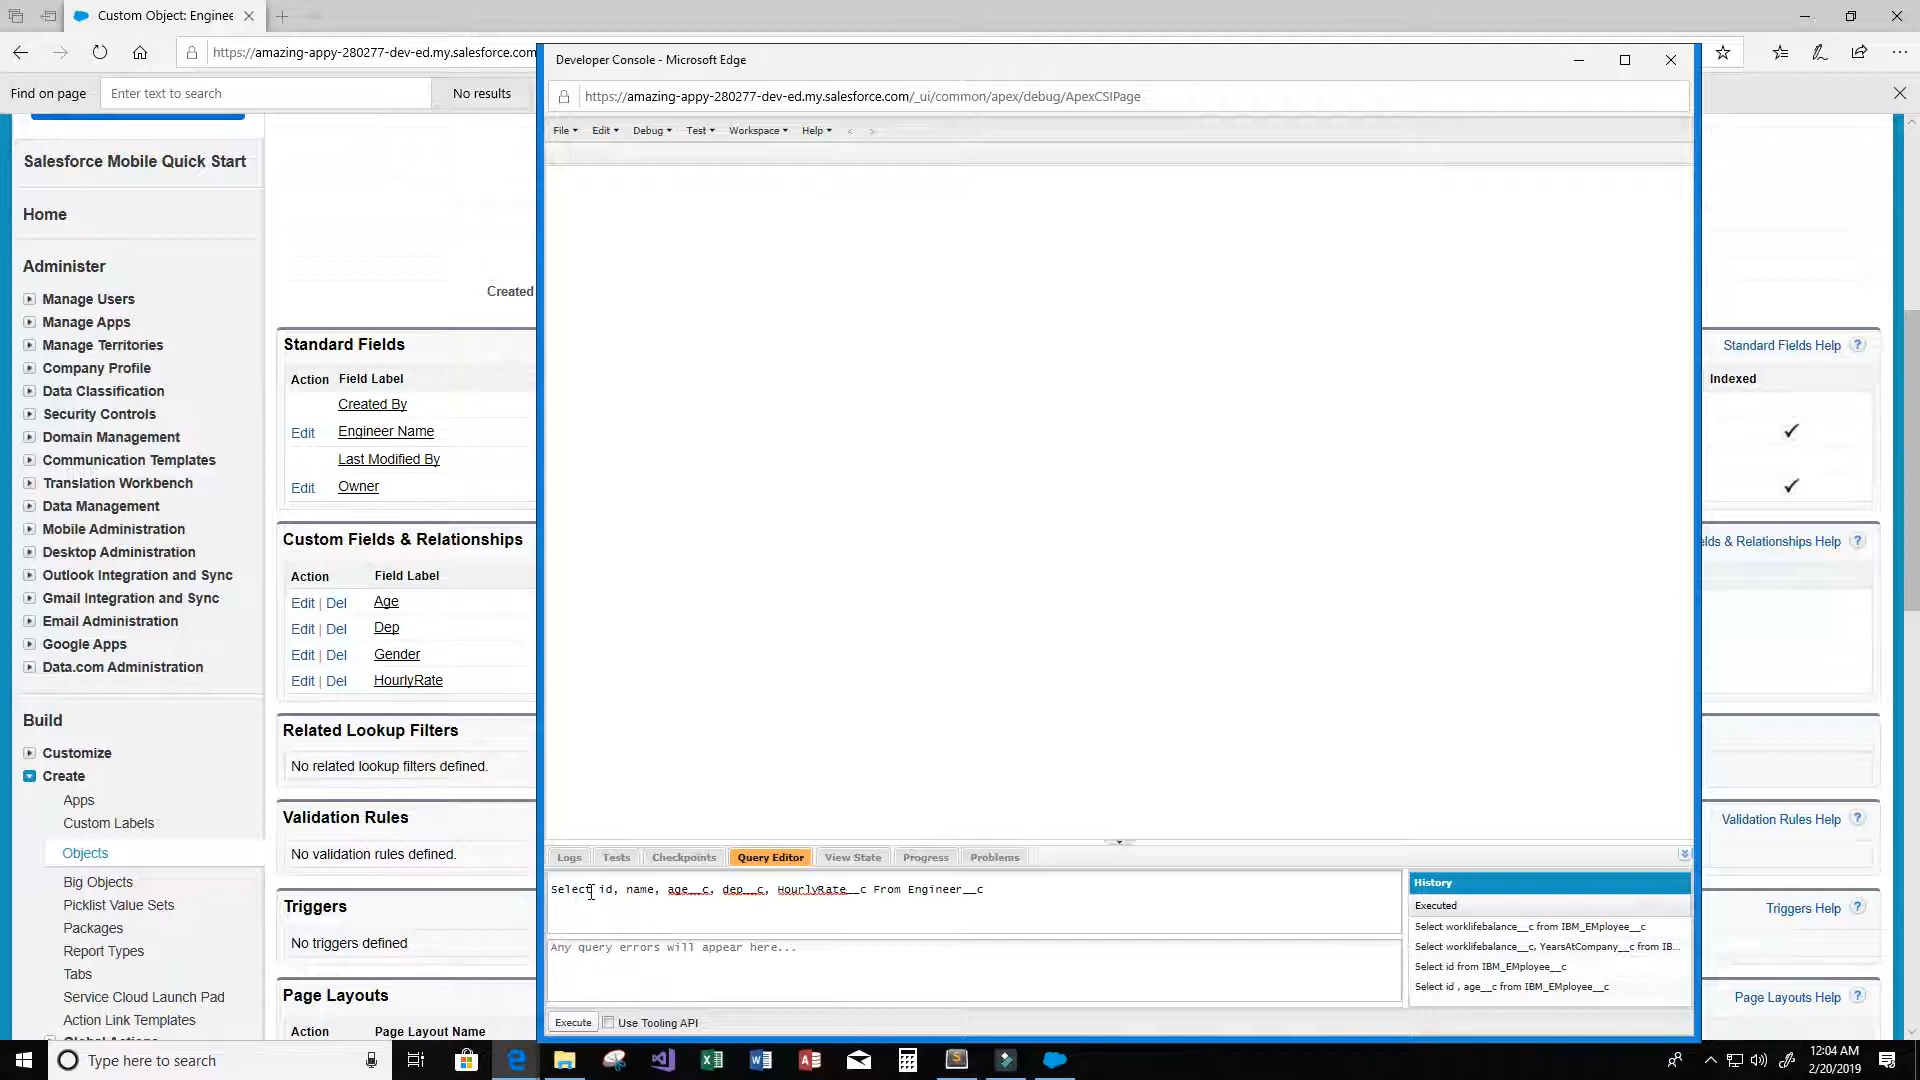 Custom Object: Enginee
https://amazing-appy-280277-dev-ed.my.salesforce.com
Find on page
Enter text to search
No results
Developer Console - Microsoft Edge
https://amazing-appy-280277-dev-ed.my.salesforce.com/_ui/common/apex/debug/ApexCSIPage
File Edit Debug Test Workspace Help < >
Salesforce Mobile Quick Start
Home
Administer
Manage Users
Manage Apps
Manage Territories
Company Profile
Data Classification
Security Controls
Domain Management
Communication Templates
Translation Workbench
Data Management
Mobile Administration
Desktop Administration
Outlook Integration and Sync
Gmail Integration and Sync
Email Administration
Google Apps
Data.com Administration
Build
Customize
Create
Apps
Custom Labels
Objects
Big Objects
Picklist Value Sets
Packages
Report Types
Tabs
Service Cloud Launch Pad
Action Link Templates
Global Actions
Created
Standard Fields
Action Field Label
Created By
Edit Engineer Name
Last Modified By
Edit Owner
Custom Fields & Relationships
Action Field Label
Edit | Del Age
Edit | Del Dep
Edit | Del Gender
Edit | Del HourlyRate
Related Lookup Filters
No related lookup filters defined.
Validation Rules
No validation rules defined.
Triggers
No triggers defined
Page Layouts
Action Page Layout Name
Standard Fields Help ?
Indexed
elds & Relationships Help ?
Validation Rules Help ?
Triggers Help ?
Page Layouts Help ?
Logs Tests Checkpoints Query Editor View State Progress Problems
Select id, name, age__c, dep__c, HourlyRate__c From Engineer__c
Any query errors will appear here...
Execute Use Tooling API
History
Executed
Select worklifebalance__c from IBM_EMployee__c
Select worklifebalance__c, YearsAtCompany__c from IB...
Select id from IBM_EMployee__c
Select id , age__c from IBM_EMployee__c
Type here to search
12:04 AM
2/20/2019